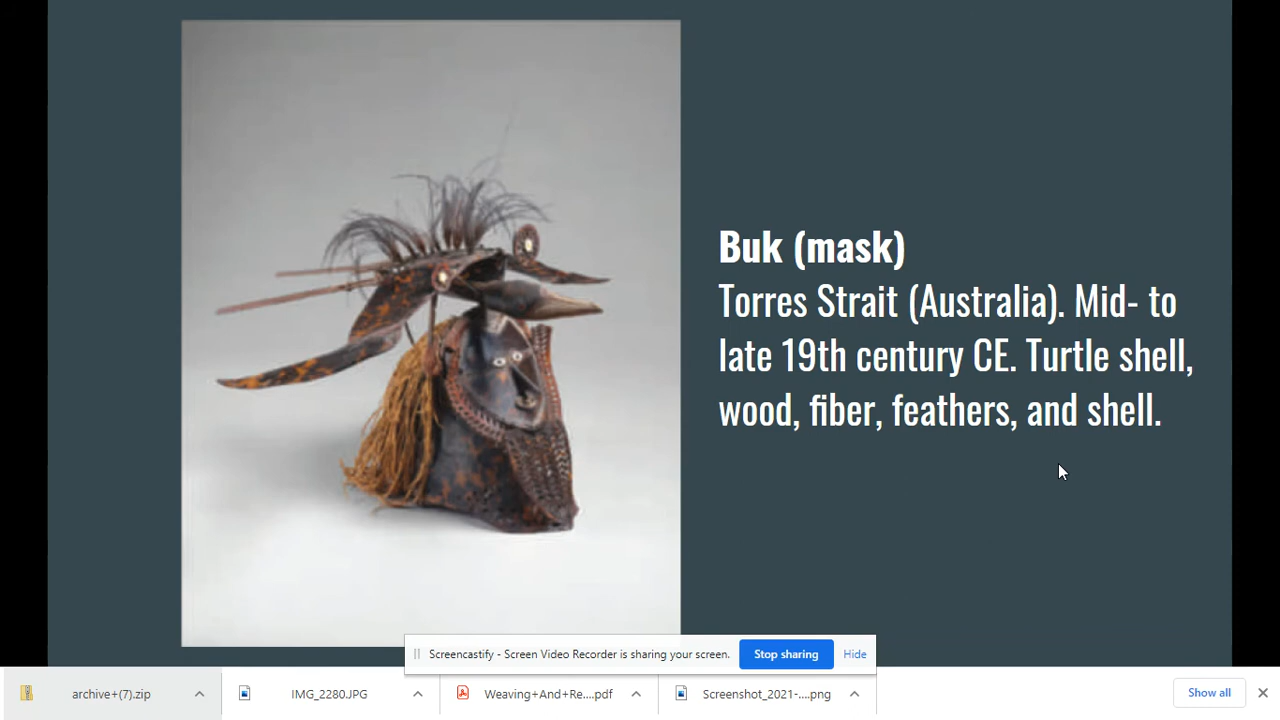 Buk (mask)
Torres Strait (Australia). Mid- to
late 19th century CE. Turtle shell,
wood, fiber, feathers, and shell.
Screencastify - Screen Video Recorder is sharing your screen.
Stop sharing
Hide
archive+(7).zip
IMG_2280.JPG
Weaving+And+Re....pdf
Screenshot_2021-....png
Show all